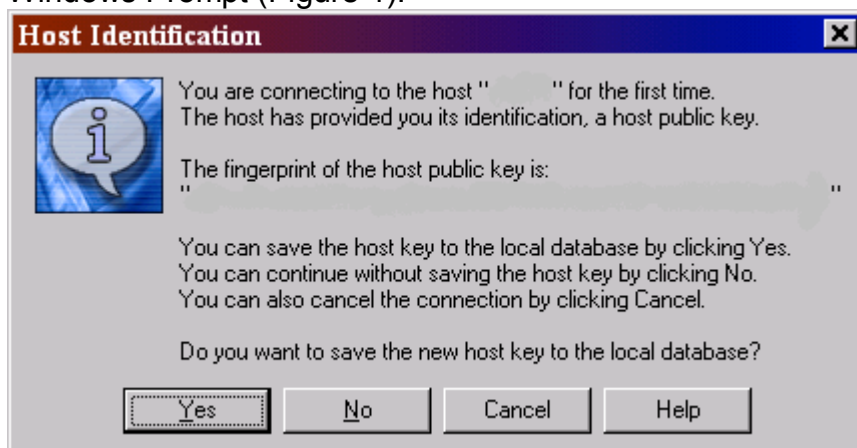 Windows Prompt (Figure 1).
Host Identification
You are connecting to the host " " for the first time.
The host has provided you its identification, a host public key.
The fingerprint of the host public key is:
" "
You can save the host key to the local database by clicking Yes.
You can continue without saving the host key by clicking No.
You can also cancel the connection by clicking Cancel.
Do you want to save the new host key to the local database?
Yes No Cancel Help